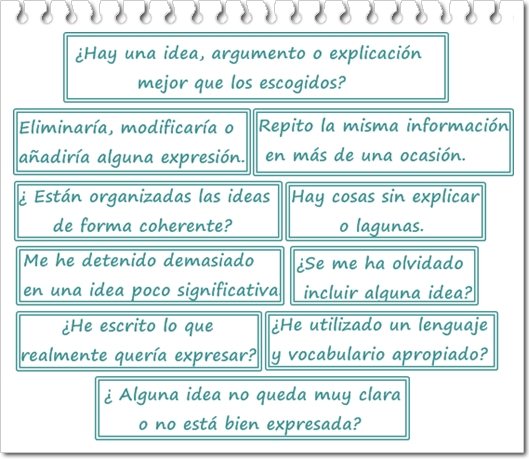 ¿Hay una idea, argumento o explicación
mejor que los escogidos?
Eliminaría, modificaría o
añadiría alguna expresión.
Repito la misma información
en más de una ocasión.
¿ Están organizadas las ideas
de forma coherente?
Hay cosas sin explicar
o lagunas.
Me he detenido demasiado
en una idea poco significativa
¿Se me ha olvidado
incluir alguna idea?
¿He escrito lo que
realmente quería expresar?
¿He utilizado un lenguaje
y vocabulario apropiado?
¿ Alguna idea no queda muy clara
o no está bien expresada?